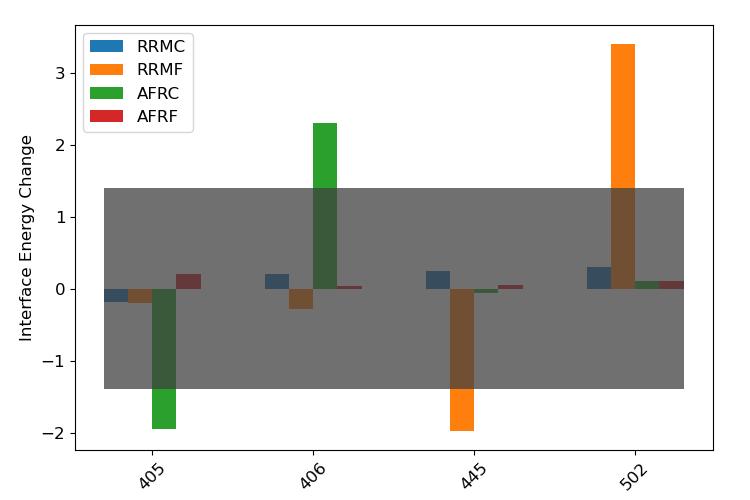 RRMC
RRMF
AFRC
AFRF
Interface Energy Change
3
2
1
0
−1
−2
405
406
445
502